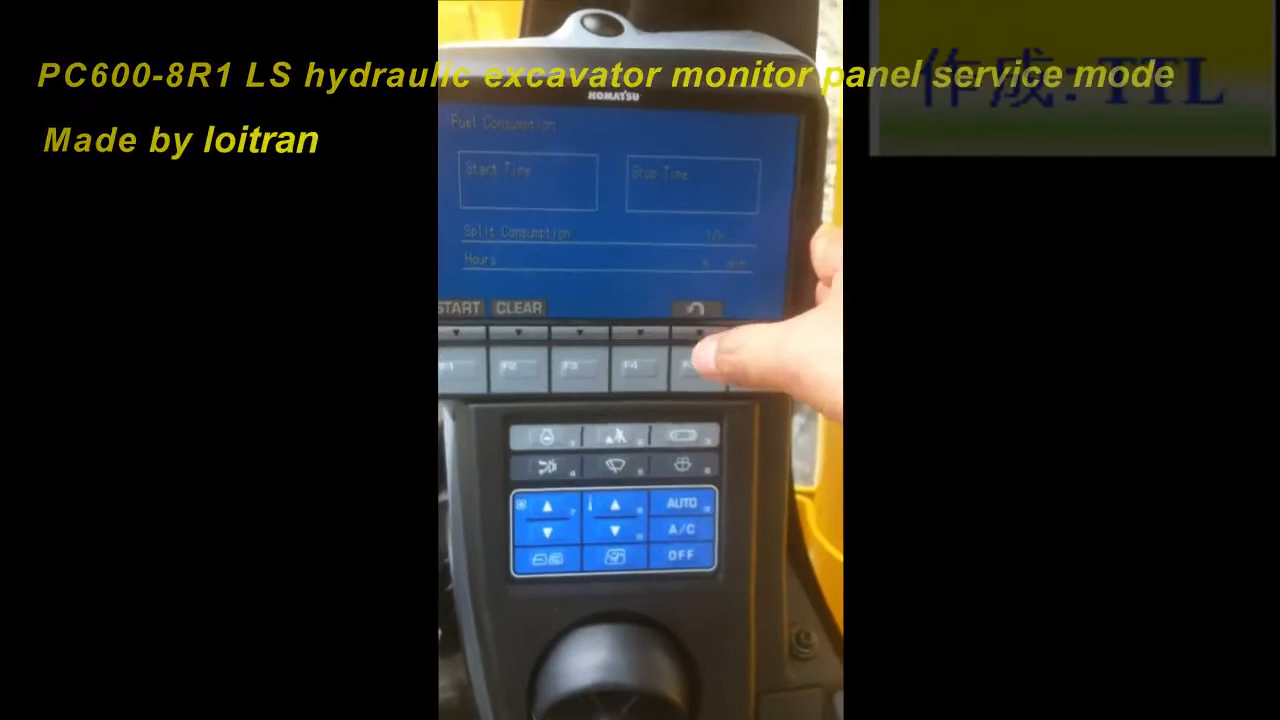 PC600-8R1 LS hydraulic excavator monitor panel service mode
作成:TTL
Made by loitran
KOMATSU
Fuel Consumption
Start Time
Stop Time
Split Consumption
Hours
START CLEAR
F2 F3 F4
AUTO
A/C
OFF